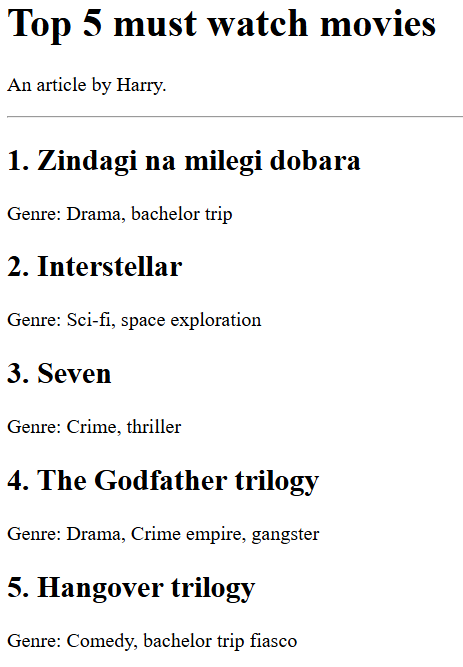 Top 5 must watch movies
An article by Harry.
1. Zindagi na milegi dobara
Genre: Drama, bachelor trip
2. Interstellar
Genre: Sci-fi, space exploration
3. Seven
Genre: Crime, thriller
4. The Godfather trilogy
Genre: Drama, Crime empire, gangster
5. Hangover trilogy
Genre: Comedy, bachelor trip fiasco